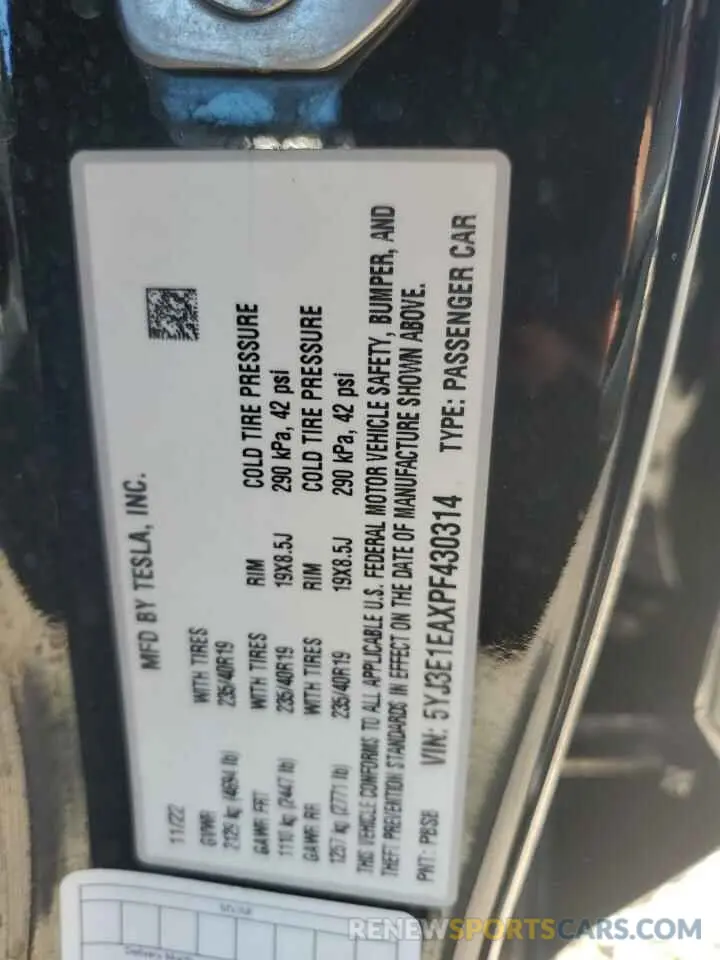 MFD BY TESLA, INC.
11/22
GVWR WITH TIRES RIM COLD TIRE PRESSURE
2129 kg (4694 lb) 235/40R19 19X8.5J 290 kPa, 42 psi
GAWR FRT WITH TIRES RIM COLD TIRE PRESSURE
1110 kg (2447 lb) 235/40R19
GAWR RR WITH TIRES
1257 kg (2771 lb) 235/40R19 19X8.5J 290 kPa, 42 psi
THIS VEHICLE CONFORMS TO ALL APPLICABLE U.S. FEDERAL MOTOR VEHICLE SAFETY, BUMPER, AND
THEFT PREVENTION STANDARDS IN EFFECT ON THE DATE OF MANUFACTURE SHOWN ABOVE.
PNT: PBSB VIN: 5YJ3E1EAXPF430314 TYPE: PASSENGER CAR
RENEWSPORTSCARS.COM